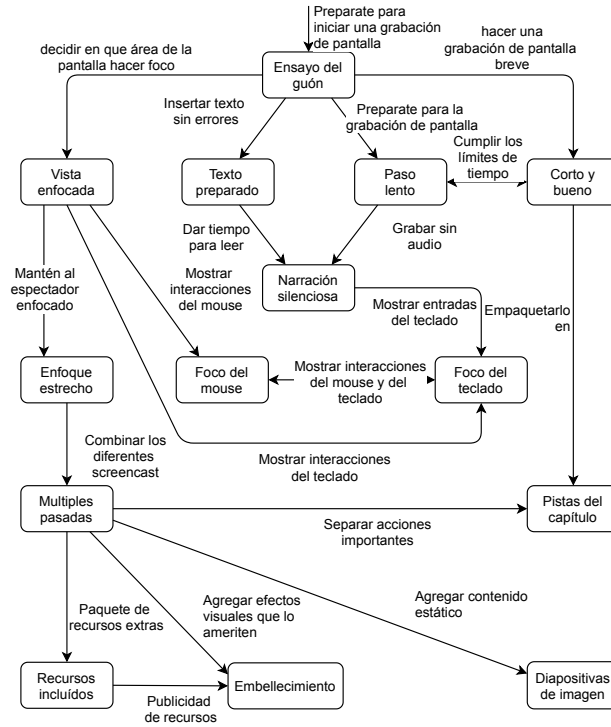 Preparate para
iniciar una grabación
de pantalla
decidir en que área de la
pantalla hacer foco
hacer una
grabación de pantalla
breve
Ensayo del
guón
Insertar texto
sin errores
Preparate para la
grabación de pantalla
Cumplir los
límites de
tiempo
Vista
enfocada
Texto
preparado
Paso
lento
Corto y
bueno
Dar tiempo
para leer
Grabar sin
audio
Mantén al
espectador
enfocado
Mostrar
interacciones
del mouse
Narración
silenciosa
Mostrar entradas
del teclado
Empaquetarlo
en
Enfoque
estrecho
Foco del
mouse
Mostrar interacciones
del mouse y del
teclado
Foco del
teclado
Combinar los
diferentes
screencast
Mostrar interacciones
del teclado
Multiples
pasadas
Separar acciones
importantes
Pistas del
capítulo
Paquete de
recursos extras
Agregar efectos
visuales que lo
ameriten
Agregar contenido
estático
Recursos
incluídos
Publicidad
de recursos
Embellecimiento
Diapositivas
de imagen